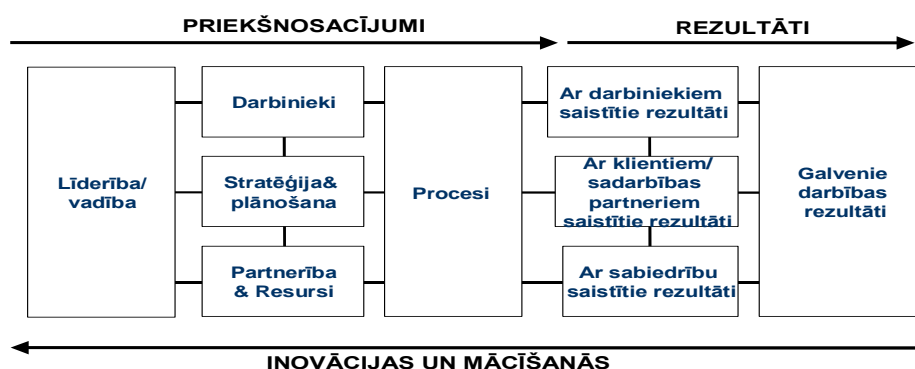 PRIEKŠNOSACĪJUMI
REZULTĀTI
Līderība/
vadība
Darbinieki
Stratēģija&
plānošana
Partnerība
& Resursi
Procesi
Ar darbiniekiem
saistītie rezultāti
Ar klientiem/
sadarbības
partneriem
saistītie rezultāti
Ar sabiedrību
saistītie rezultāti
Galvenie
darbības
rezultāti
INOVĀCIJAS UN MĀCĪŠANĀS